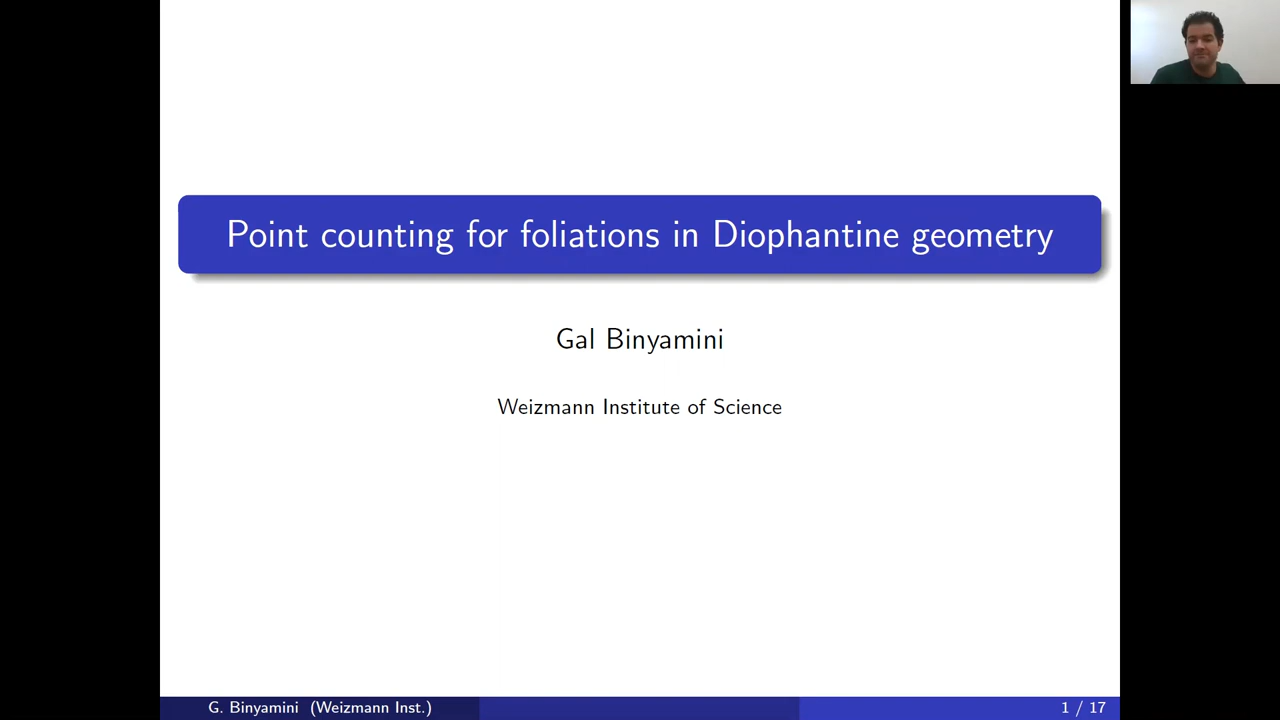 Point counting for foliations in Diophantine geometry
Gal Binyamini
Weizmann Institute of Science
G. Binyamini (Weizmann Inst.)
1 / 17